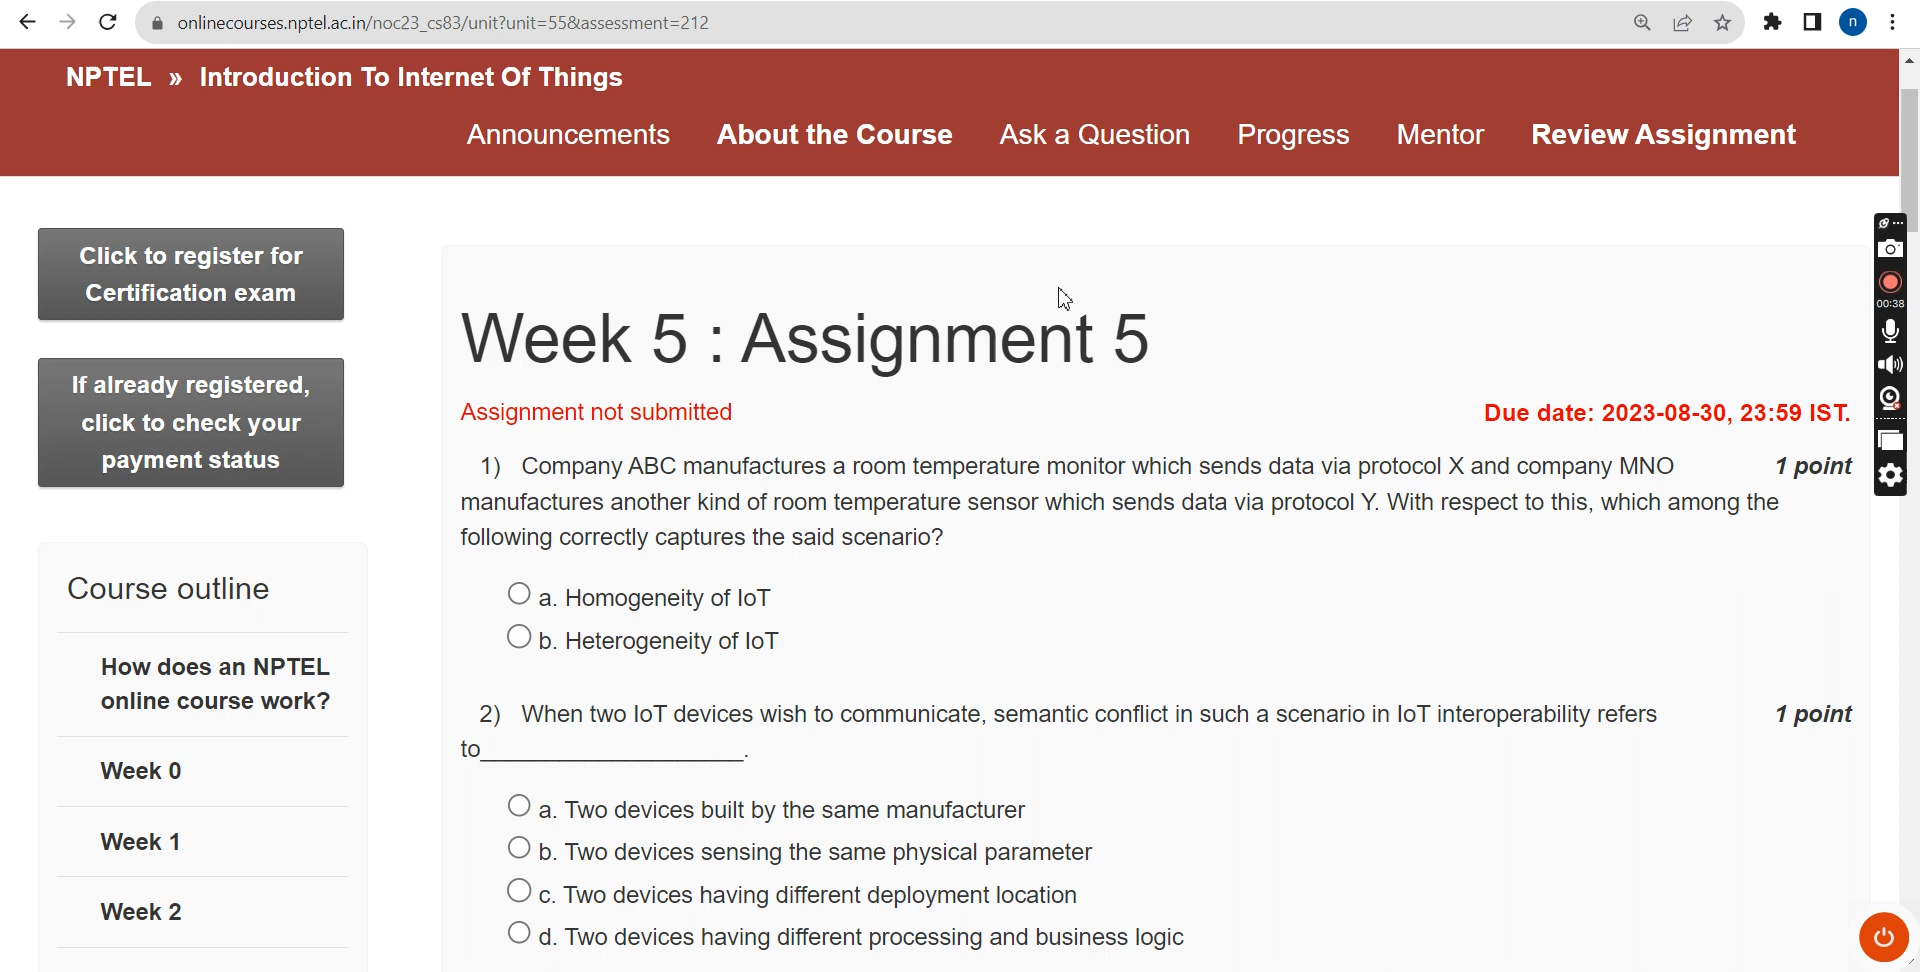 onlinecourses.nptel.ac.in/noc23_cs83/unit?unit=55&assessment=212
n
NPTEL » Introduction To Internet Of Things
Announcements About the Course Ask a Question Progress Mentor Review Assignment
Click to register for
Certification exam
If already registered,
click to check your
payment status
Course outline
How does an NPTEL
online course work?
Week 0
Week 1
Week 2
Week 5 : Assignment 5
Assignment not submitted Due date: 2023-08-30, 23:59 IST.
1) Company ABC manufactures a room temperature monitor which sends data via protocol X and company MNO 1 point
manufactures another kind of room temperature sensor which sends data via protocol Y. With respect to this, which among the
following correctly captures the said scenario?
a. Homogeneity of IoT
b. Heterogeneity of IoT
2) When two IoT devices wish to communicate, semantic conflict in such a scenario in IoT interoperability refers 1 point
to____________________.
a. Two devices built by the same manufacturer
b. Two devices sensing the same physical parameter
c. Two devices having different deployment location
d. Two devices having different processing and business logic
00:38